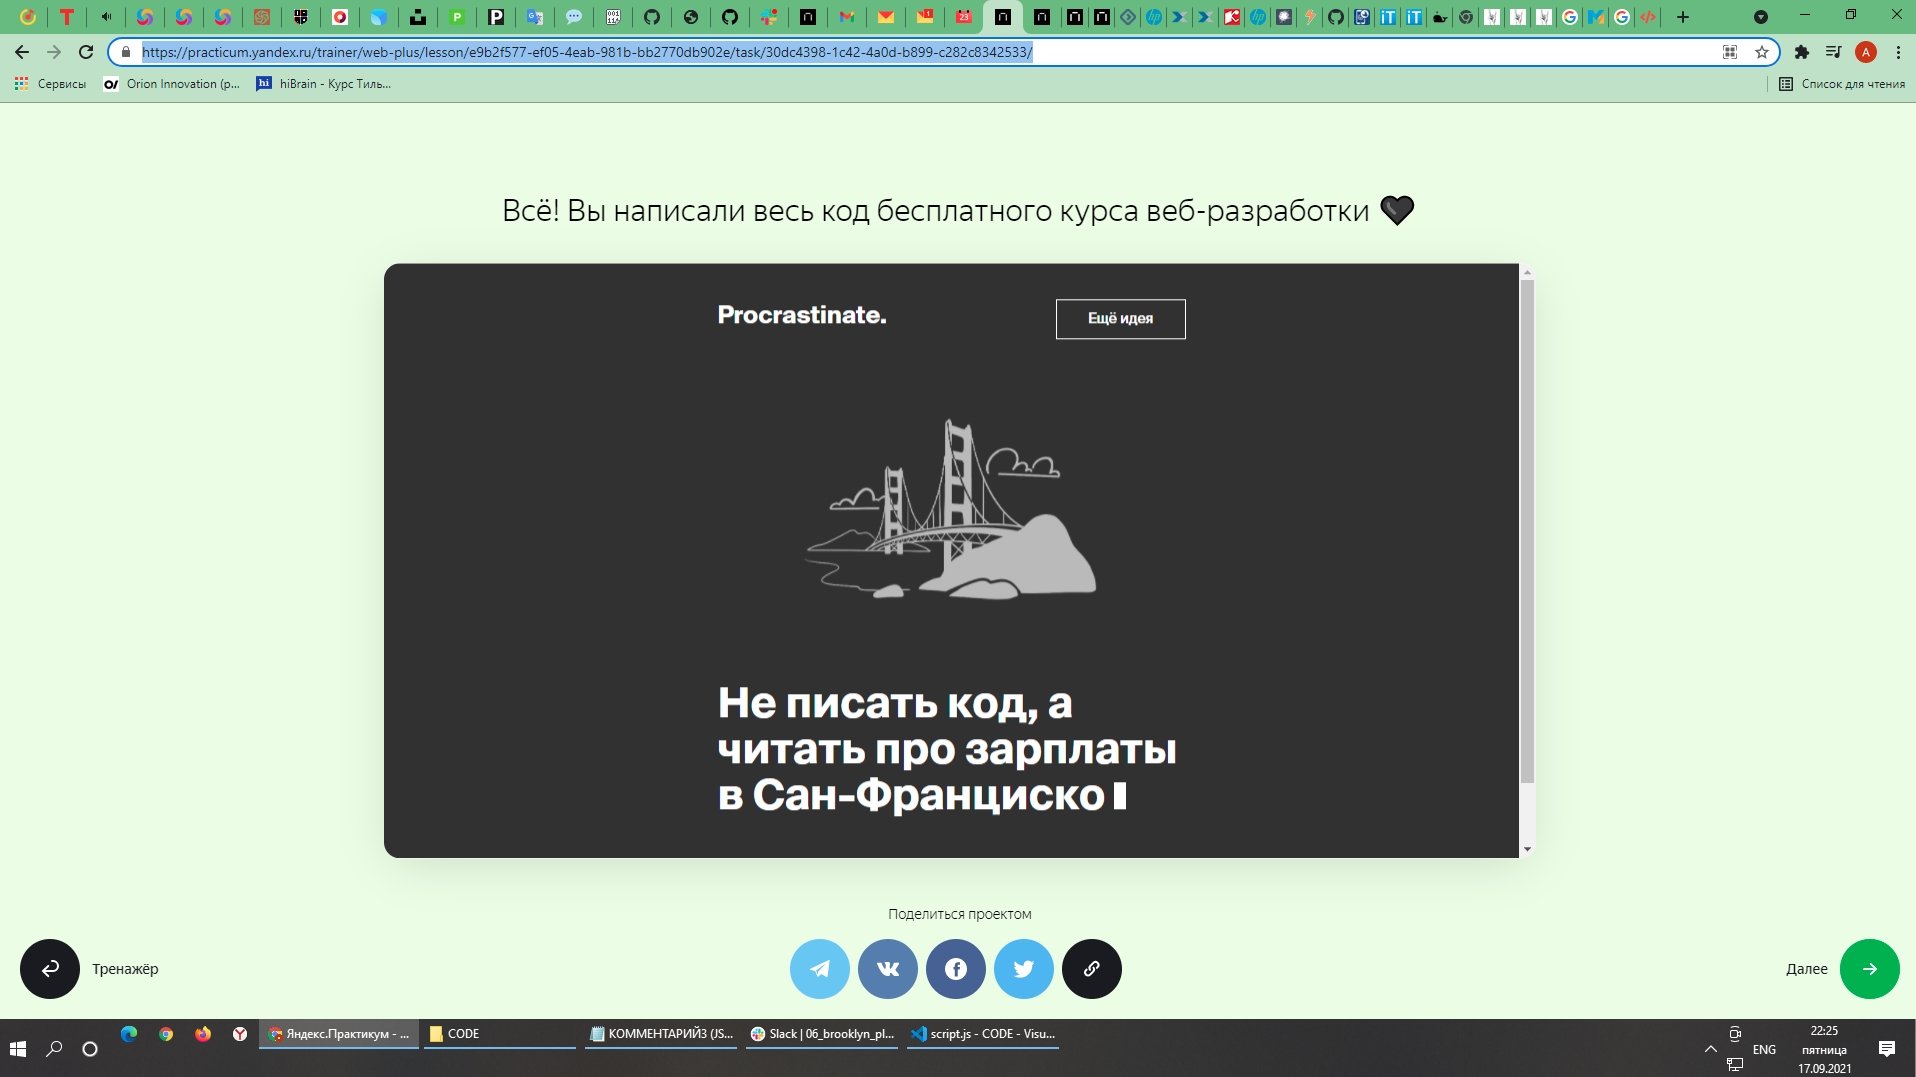 https://practicum.yandex.ru/trainer/web-plus/lesson/e9b2f577-ef05-4eab-981b-bb2770db902e/task/30dc4398-1c42-4a0d-b899-c282c8342533/
Сервисы
Orion Innovation (p...
hiBrain - Курс Тиль...
Список для чтения
Всё! Вы написали весь код бесплатного курса веб-разработки
Procrastinate.
Ещё идея
Не писать код, а
читать про зарплаты
в Сан-Франциско
Поделиться проектом
Тренажёр
Далее
Яндекс.Практикум - ...
CODE
КОММЕНТАРИЙ3 (JS...
Slack | 06_brooklyn_pl...
script.js - CODE - Visu...
ENG
22:25
пятница
17.09.2021